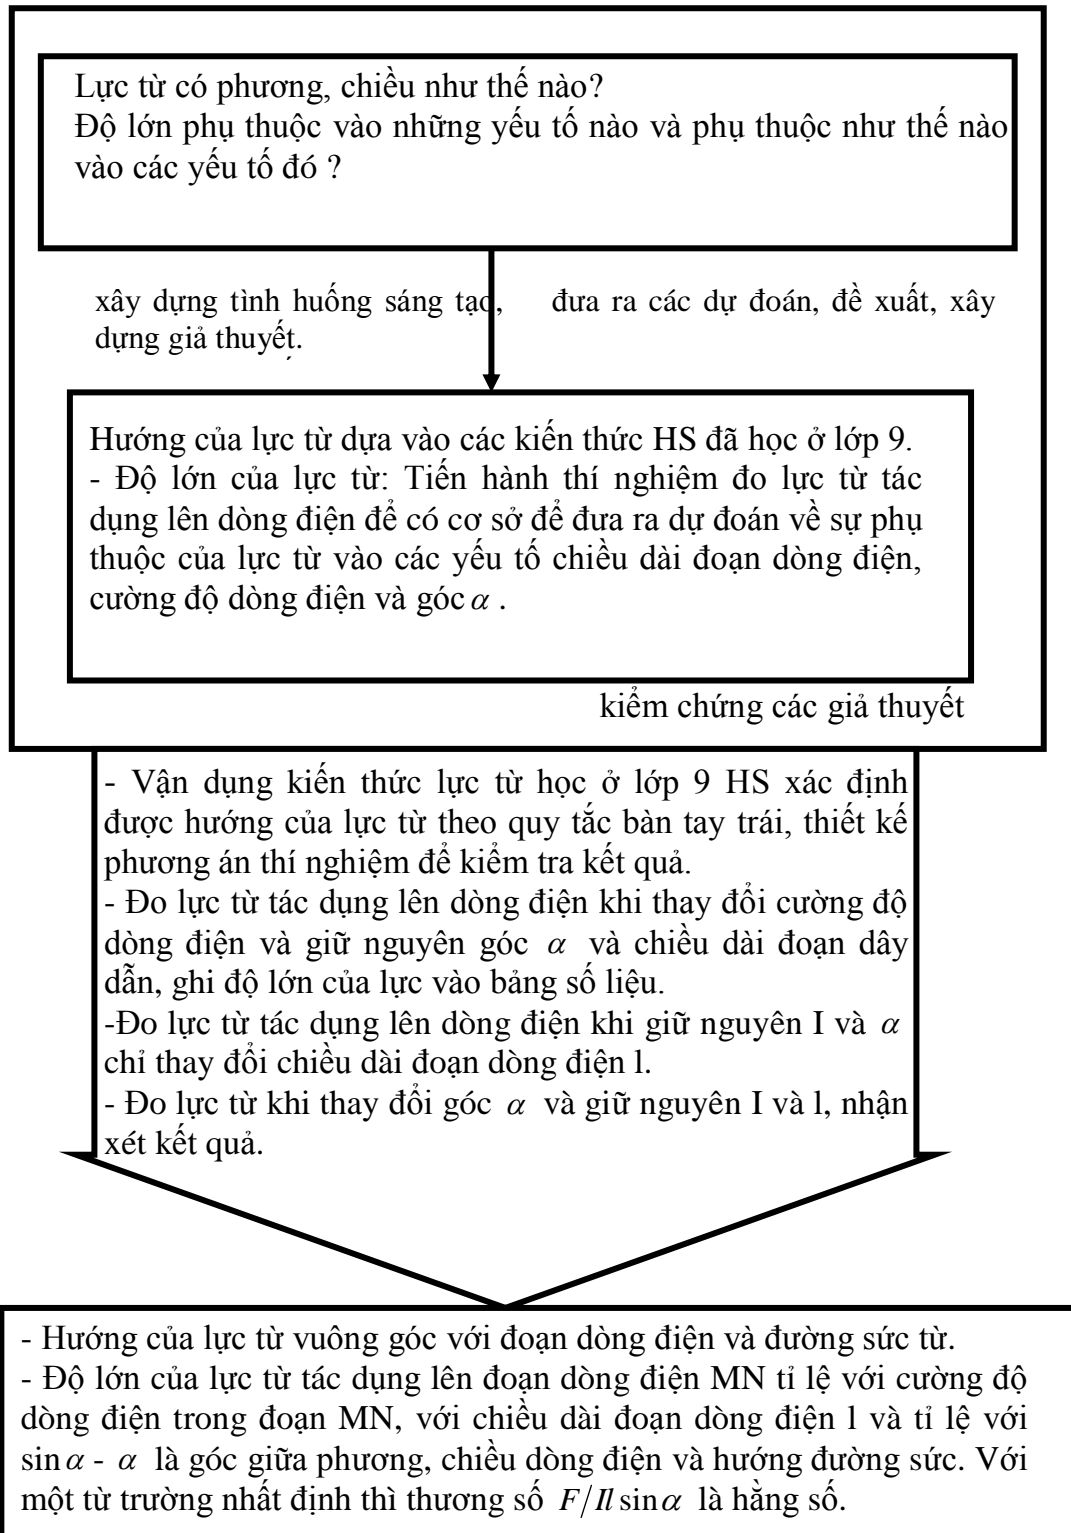 Lực từ có phương, chiều như thế nào?
Độ lớn phụ thuộc vào những yếu tố nào và phụ thuộc như thế nào
vào các yếu tố đó ?
xây dựng tình huống sáng tạo, đưa ra các dự đoán, đề xuất, xây
dựng giả thuyết.
Hướng của lực từ dựa vào các kiến thức HS đã học ở lớp 9.
- Độ lớn của lực từ: Tiến hành thí nghiệm đo lực từ tác
dụng lên dòng điện để có cơ sở để đưa ra dự đoán về sự phụ
thuộc của lực từ vào các yếu tố chiều dài đoạn dòng điện,
cường độ dòng điện và góc α .
kiểm chứng các giả thuyết
- Vận dụng kiến thức lực từ học ở lớp 9 HS xác định
được hướng của lực từ theo quy tắc bàn tay trái, thiết kế
phương án thí nghiệm để kiểm tra kết quả.
- Đo lực từ tác dụng lên dòng điện khi thay đổi cường độ
dòng điện và giữ nguyên góc α và chiều dài đoạn dây
dẫn, ghi độ lớn của lực vào bảng số liệu.
-Đo lực từ tác dụng lên dòng điện khi giữ nguyên I và α
chỉ thay đổi chiều dài đoạn dòng điện l.
- Đo lực từ khi thay đổi góc α và giữ nguyên I và l, nhận
xét kết quả.
- Hướng của lực từ vuông góc với đoạn dòng điện và đường sức từ.
- Độ lớn của lực từ tác dụng lên đoạn dòng điện MN tỉ lệ với cường độ
dòng điện trong đoạn MN, với chiều dài đoạn dòng điện l và tỉ lệ với
sin α - α là góc giữa phương, chiều dòng điện và hướng đường sức. Với
một từ trường nhất định thì thương số F/Il sin α là hằng số.